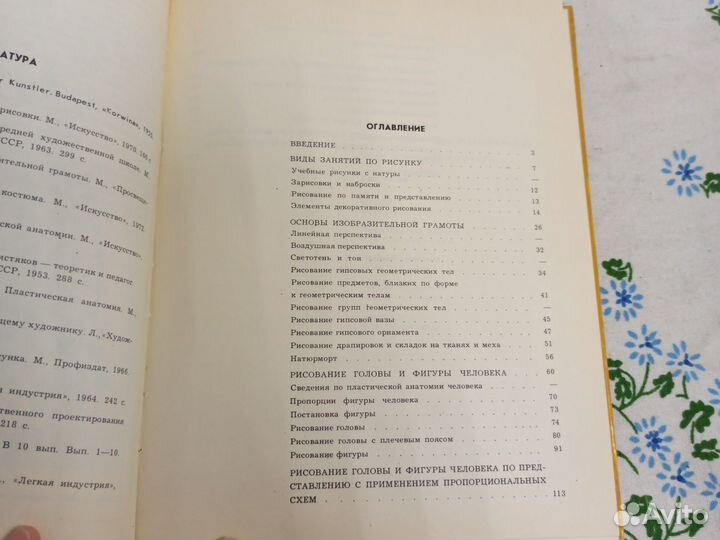 АТУРА
r Kunstler. Budapest, «Korwina»,
рисовки. М., «Искусство», 1970. 166 с.
редней художественной школе. М.
СССР, 1963. 299 с.
тельной грамоты. М., «Просвеще-
костюма. М., «Искусство», 1972.
ской анатомии. М., «Искусство»,
истяков — теоретик и педагог.
ССР, 1953. 288 с.
Пластическая анатомия. М.
щему художнику. Л., «Худож-
унка. М., Профиздат, 1966
я индустрия», 1964. 242 с.
ственного проектирования
218 с.
В 10 вып. Вып. 1—10.
., «Легкая индустрия»,
ОГЛАВЛЕНИЕ
ВВЕДЕНИЕ 3
ВИДЫ ЗАНЯТИЙ ПО РИСУНКУ 7
Учебные рисунки с натуры —
Зарисовки и наброски 12
Рисование по памяти и представлению 13
Элементы декоративного рисования 14
ОСНОВЫ ИЗОБРАЗИТЕЛЬНОЙ ГРАМОТЫ 26
Линейная перспектива —
Воздушная перспектива 32
Светотень и тон —
Рисование гипсовых геометрических тел 34
Рисование предметов, близких по форме
к геометрическим телам 41
Рисование групп геометрических тел —
Рисование гипсовой вазы 45
Рисование гипсового орнамента 47
Рисование драпировок и складок на тканях и меха 51
Натюрморт 56
РИСОВАНИЕ ГОЛОВЫ И ФИГУРЫ ЧЕЛОВЕКА 60
Сведения по пластической анатомии человека —
Пропорции фигуры человека 70
Постановка фигуры 73
Рисование головы 74
Рисование головы с плечевым поясом 80
Рисование фигуры 91
РИСОВАНИЕ ГОЛОВЫ И ФИГУРЫ ЧЕЛОВЕКА ПО ПРЕД-
СТАВЛЕНИЮ С ПРИМЕНЕНИЕМ ПРОПОРЦИОНАЛЬНЫХ
СХЕМ 113
Avito